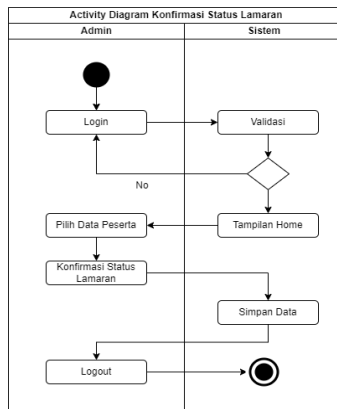 Activity Diagram Konfirmasi Status Lamaran
Admin
Sistem
Login
Validasi
No
Pilih Data Peserta
Tampilan Home
Konfirmasi Status
Lamaran
Simpan Data
Logout